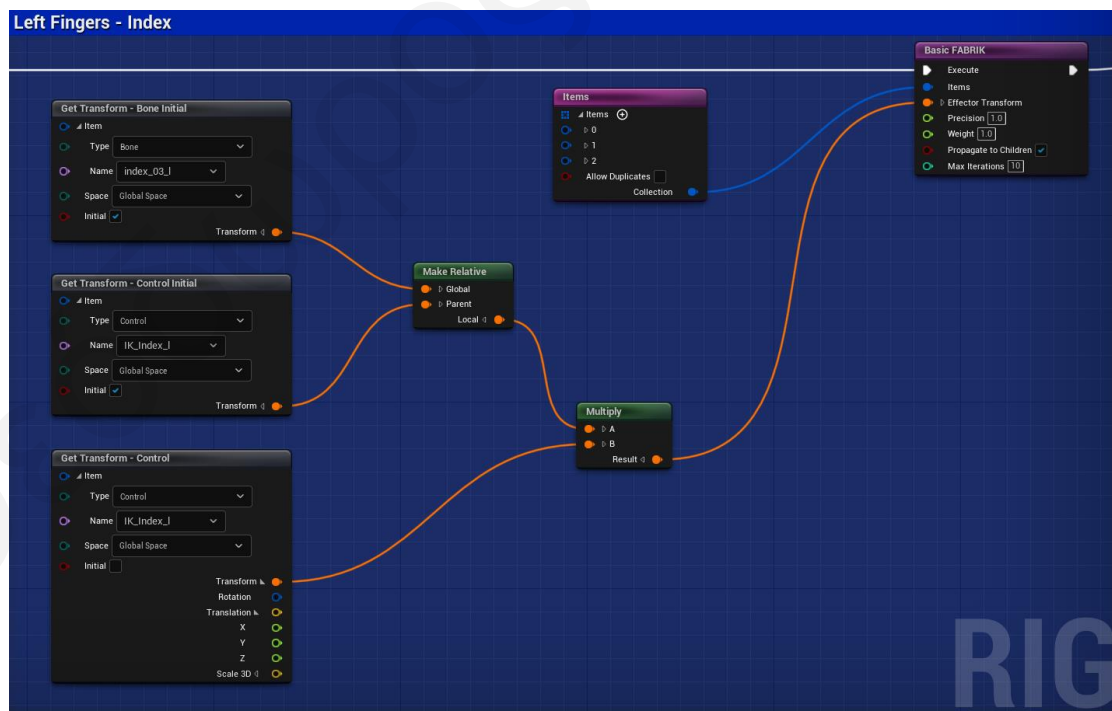 Left Fingers - Index
Basic FABRIK
Execute
Items
Effector Transform
Precision 1.0
Weight 1.0
Propagate to Children
Max Iterations 10
Get Transform - Bone Initial
Item
Type Bone
Name index_03_l
Space Global Space
Initial
Transform
Items
Items
0
1
2
Allow Duplicates
Collection
Get Transform - Control Initial
Item
Type Control
Name IK_Index_l
Space Global Space
Initial
Transform
Make Relative
Global
Parent
Local
Multiply
A
B
Result
Get Transform - Control
Item
Type Control
Name IK_Index_l
Space Global Space
Initial
Transform
Rotation
Translation
X
Y
Z
Scale 3D
RIG